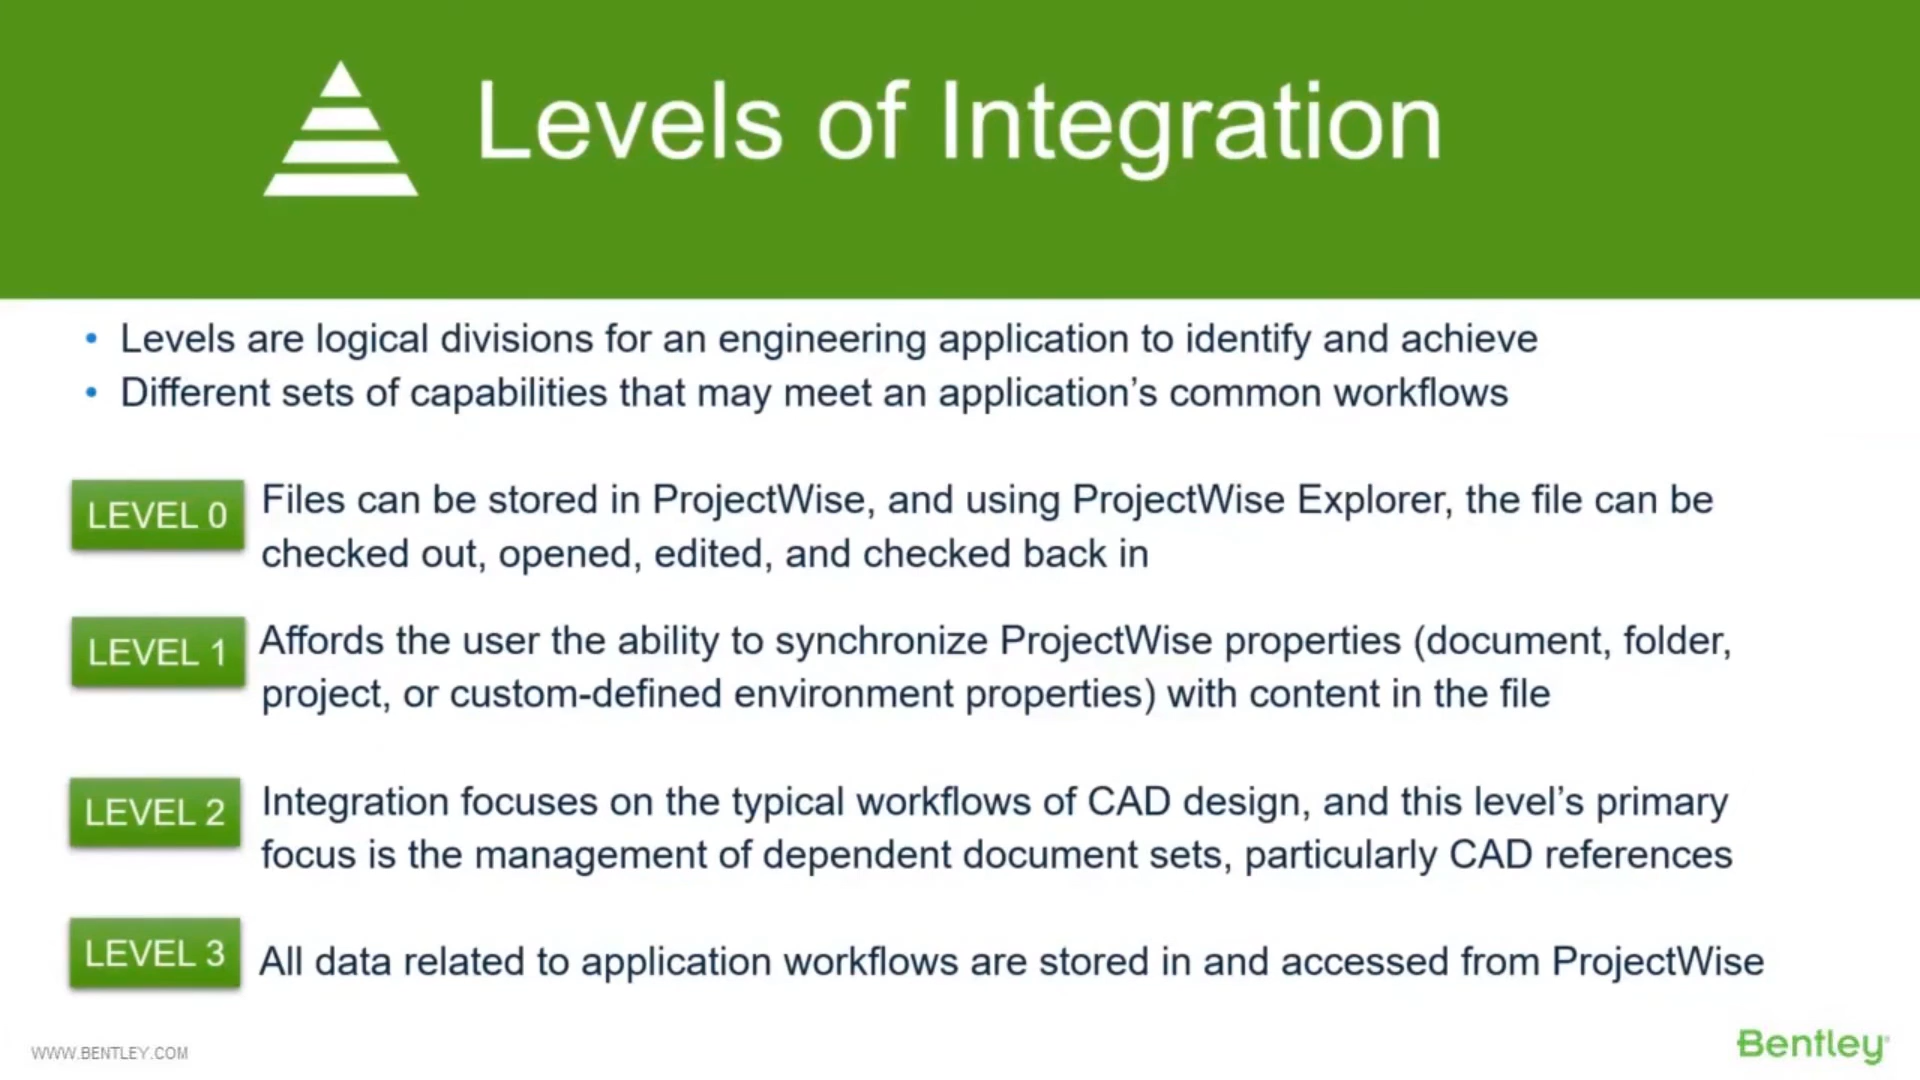 Levels of Integration
• Levels are logical divisions for an engineering application to identify and achieve
• Different sets of capabilities that may meet an application’s common workflows
LEVEL 0
Files can be stored in ProjectWise, and using ProjectWise Explorer, the file can be
checked out, opened, edited, and checked back in
LEVEL 1
Affords the user the ability to synchronize ProjectWise properties (document, folder,
project, or custom-defined environment properties) with content in the file
LEVEL 2
Integration focuses on the typical workflows of CAD design, and this level’s primary
focus is the management of dependent document sets, particularly CAD references
LEVEL 3
All data related to application workflows are stored in and accessed from ProjectWise
WWW.BENTLEY.COM
Bentley